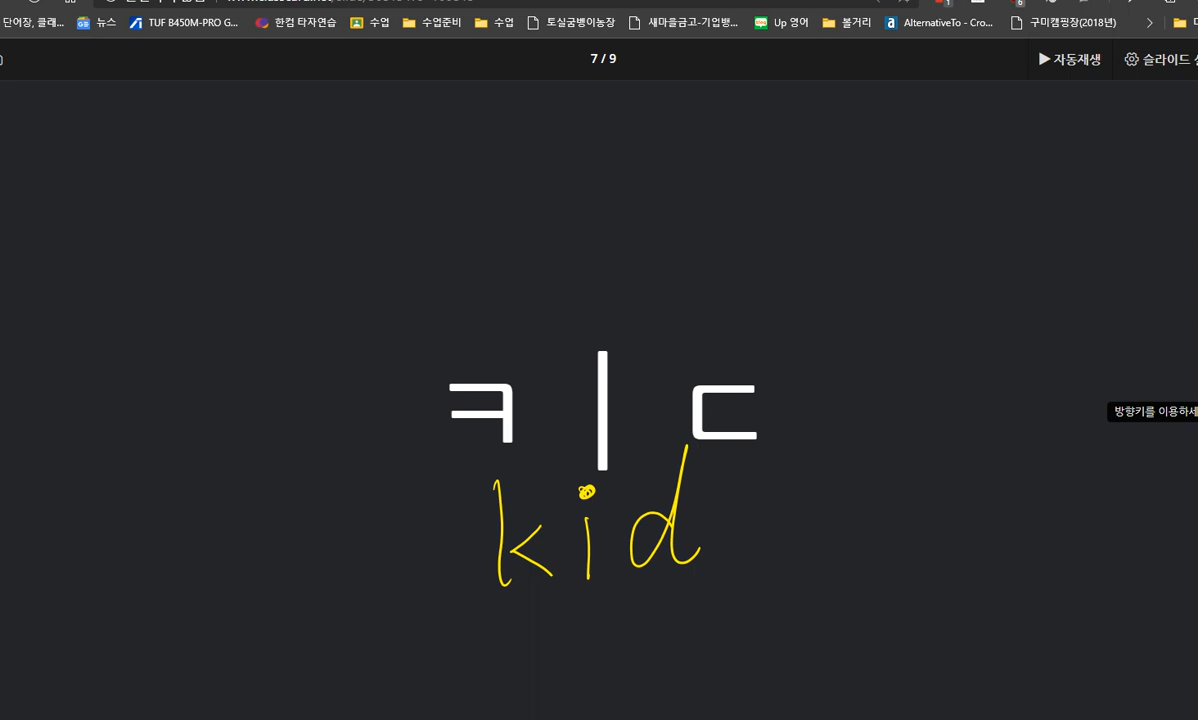 단어장, 클래... 뉴스 TUF B450M-PRO G... 한컴 타자연습 수업 수업준비 수업 토실굼벵이농장 새마을금고-기업뱅... Up 영어 볼거리 AlternativeTo - Cro... 구미캠핑장(2018년)
7 / 9 자동재생 슬라이드
ㅋ ㅣ ㄷ
방향키를 이용하세
kid